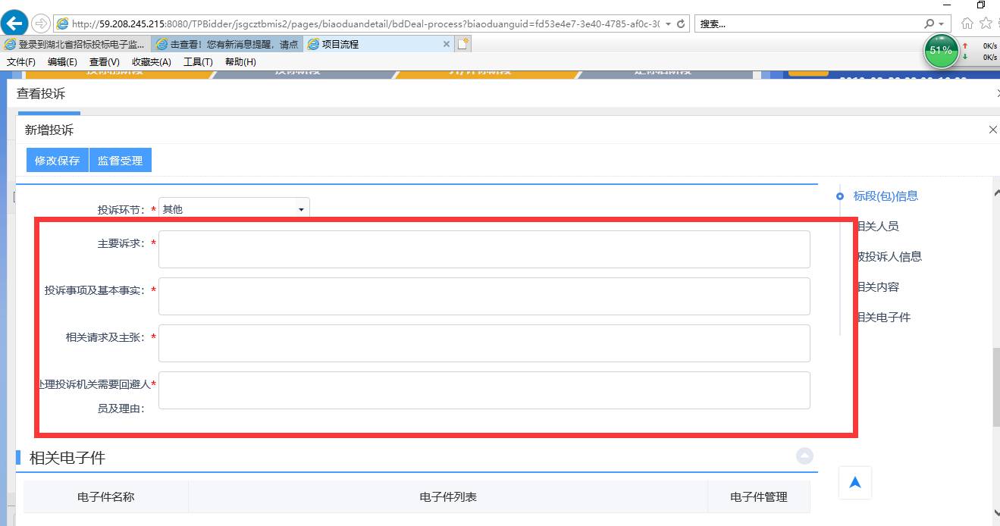 http://59.208.245.215:8080/TPBidder/jsgcztbmis2/pages/biaoduandetail/bdDeal-process?biaoduanguid=fd53e4e7-3e40-4785-af0c-3(
搜索...
登录到湖北省招标投标电子监...
击查看！您有新消息提醒，请点
项目流程
51%
0K/s
0K/s
文件(F) 编辑(E) 查看(V) 收藏夹(A) 工具(T) 帮助(H)
查看投诉
新增投诉
修改保存
监督受理
投诉环节：* 其他
标段(包)信息
相关人员
主要诉求：*
被投诉人信息
投诉事项及基本事实：*
相关内容
相关电子件
相关请求及主张：*
处理投诉机关需要回避人*
员及理由：
相关电子件
电子件名称 电子件列表 电子件管理